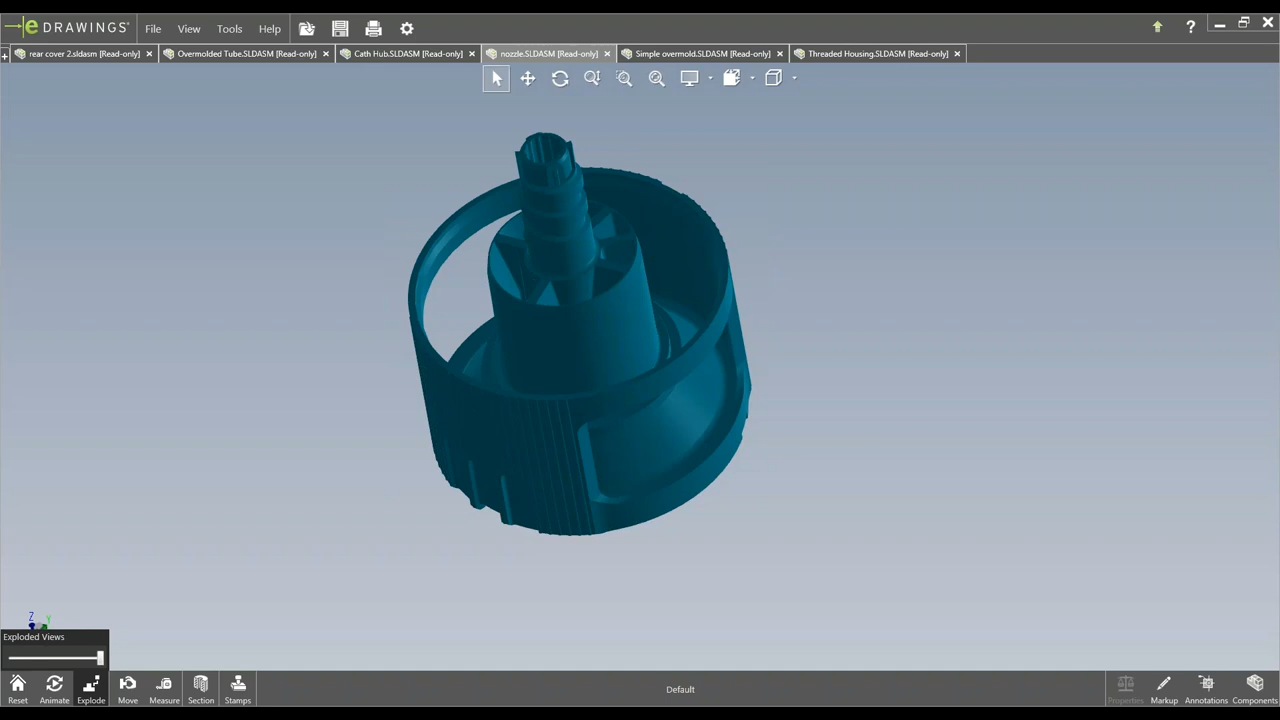 eDRAWINGS® File View Tools Help ?
rear cover 2.sldasm [Read-only] Overmolded Tube.SLDASM [Read-only] Cath Hub.SLDASM [Read-only] nozzle.SLDASM [Read-only] Simple overmold.SLDASM [Read-only] Threaded Housing.SLDASM [Read-only]
Z Y
Exploded Views
Reset Animate Explode Move Measure Section Stamps Default Properties Markup Annotations Components